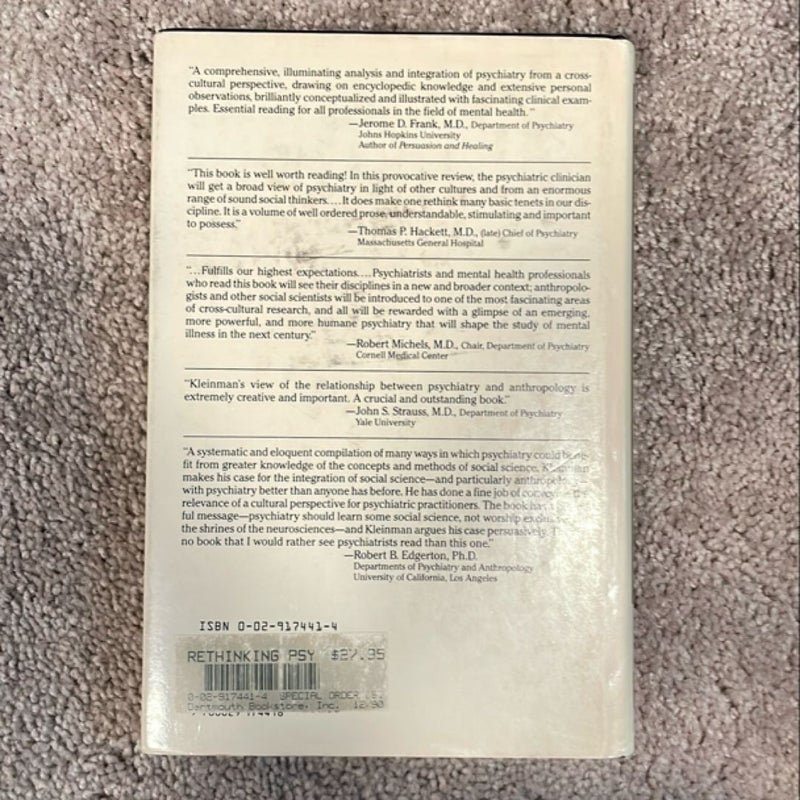 "A comprehensive, illuminating analysis and integration of psychiatry from a cross-
cultural perspective, drawing on encyclopedic knowledge and extensive personal
observations, brilliantly conceptualized and illustrated with fascinating clinical exam-
ples. Essential reading for all professionals in the field of mental health."
—Jerome D. Frank, M.D., Department of Psychiatry
Johns Hopkins University
Author of Persuasion and Healing
"This book is well worth reading! In this provocative review, the psychiatric clinician
will get a broad view of psychiatry in light of other cultures and from an enormous
range of sound social thinkers.... It does make one rethink many basic tenets in our dis-
cipline. It is a volume of well ordered prose, understandable, stimulating and important
to possess."
—Thomas P. Hackett, M.D., (late) Chief of Psychiatry
Massachusetts General Hospital
"...Fulfills our highest expectations....Psychiatrists and mental health professionals
who read this book will see their disciplines in a new and broader context; anthropolo-
gists and other social scientists will be introduced to one of the most fascinating areas
of cross-cultural research, and all will be rewarded with a glimpse of an emerging,
more powerful, and more humane psychiatry that will shape the study of mental
illness in the next century."
—Robert Michels, M.D., Chair, Department of Psychiatry
Cornell Medical Center
"Kleinman's view of the relationship between psychiatry and anthropology is
extremely creative and important. A crucial and outstanding book."
—John S. Strauss, M.D., Department of Psychiatry
Yale University
"A systematic and eloquent compilation of many ways in which psychiatry could bene-
fit from greater knowledge of the concepts and methods of social science.
makes his case for the integration of social science—and particularly
with psychiatry better than anyone has before. He has done a fine job of
relevance of a cultural perspective for psychiatric practitioners. The book has a
ful message—psychiatry should learn some social science, not worship
the shrines of the neurosciences—and Kleinman argues his case persuasively.
no book that I would rather see psychiatrists read than this one."
—Robert B. Edgerton, Ph.D.
Departments of Psychiatry and Anthropology
University of California, Los Angeles
ISBN 0-02-917441-4
RETHINKING PSY $27.95
0-02-917441-4 SPECIAL ORDER
Dartmouth Bookstore, Inc. 12/90